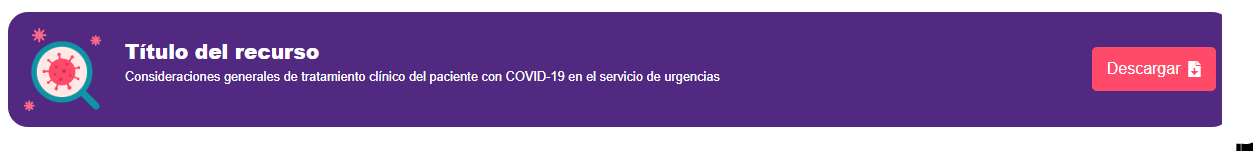 Título del recurso
Consideraciones generales de tratamiento clínico del paciente con COVID-19 en el servicio de urgencias
Descargar